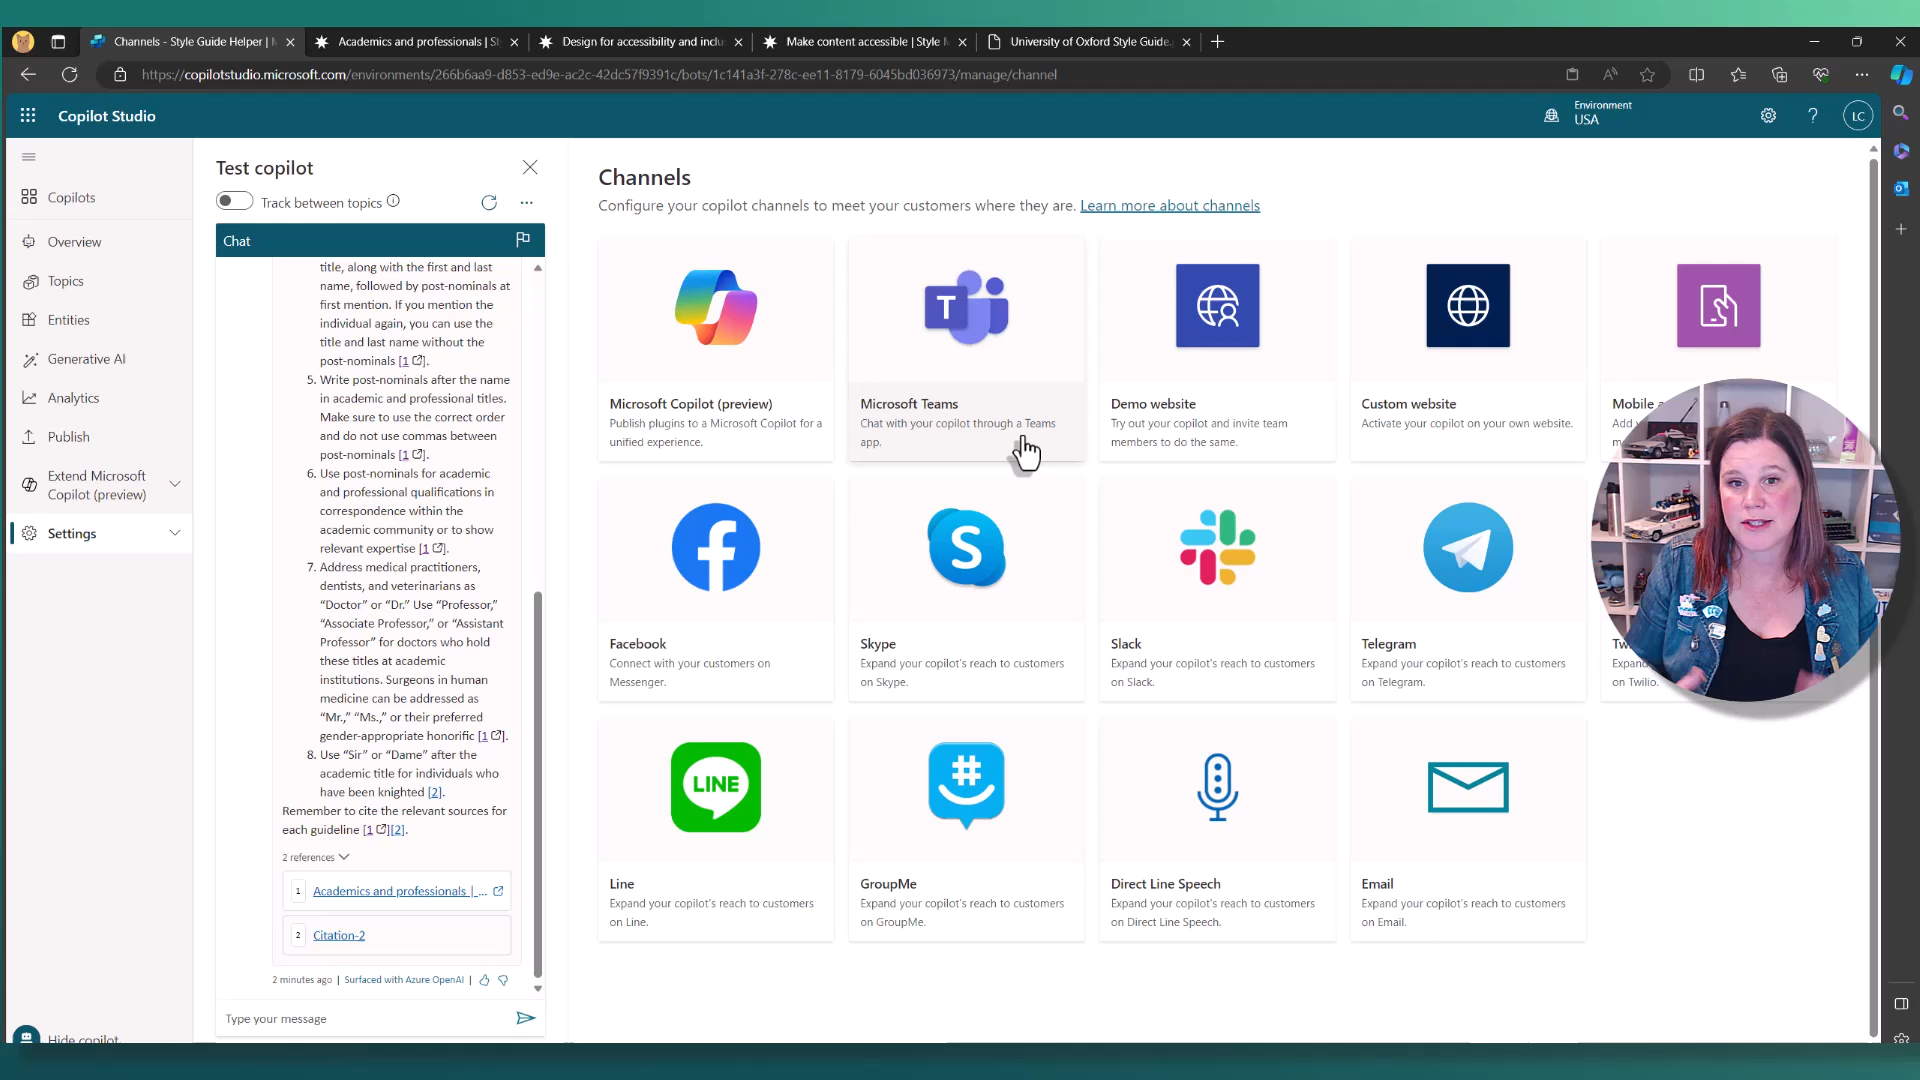 Channels - Style Guide Helper | M
Academics and professionals | St
Design for accessibility and inclu
Make content accessible | Style M
University of Oxford Style Guide.
https://copilotstudio.microsoft.com/environments/266b6aa9-d853-ed9e-ac2c-42dc57f9391c/bots/1c141a3f-278c-ee11-8179-6045bd036973/manage/channel
Copilot Studio
Environment
USA
LC
Copilots
Overview
Topics
Entities
Generative AI
Analytics
Publish
Extend Microsoft
Copilot (preview)
Settings
Hide copilot
Test copilot
Track between topics
Chat
title, along with the first and last
name, followed by post-nominals at
first mention. If you mention the
individual again, you can use the
title and last name without the
post-nominals [1].
5. Write post-nominals after the name
in academic and professional titles.
Make sure to use the correct order
and do not use commas between
post-nominals [1].
6. Use post-nominals for academic
and professional qualifications in
correspondence within the
academic community or to show
relevant expertise [1].
7. Address medical practitioners,
dentists, and veterinarians as
“Doctor” or “Dr.” Use “Professor,”
“Associate Professor,” or “Assistant
Professor” for doctors who hold
these titles at academic
institutions. Surgeons in human
medicine can be addressed as
“Mr.,” “Ms.,” or their preferred
gender-appropriate honorific [1].
8. Use “Sir” or “Dame” after the
academic title for individuals who
have been knighted [2].
Remember to cite the relevant sources for
each guideline [1][2].
2 references
1 Academics and professionals | ...
2 Citation-2
2 minutes ago | Surfaced with Azure OpenAI |
Type your message
Channels
Configure your copilot channels to meet your customers where they are. Learn more about channels
Microsoft Copilot (preview)
Publish plugins to a Microsoft Copilot for a
unified experience.
T
Microsoft Teams
Chat with your copilot through a Teams
app.
Demo website
Try out your copilot and invite team
members to do the same.
Custom website
Activate your copilot on your own website.
Mobile
Add
Facebook
Connect with your customers on
Messenger.
S
Skype
Expand your copilot's reach to customers
on Skype.
Slack
Expand your copilot's reach to customers
on Slack.
Telegram
Expand your copilot's reach to customers
on Telegram.
Expand
on Twilio.
LINE
Line
Expand your copilot's reach to customers
on Line.
#
GroupMe
Expand your copilot's reach to customers
on GroupMe.
Direct Line Speech
Expand your copilot's reach to customers
on Direct Line Speech.
Email
Expand your copilot's reach to customers
on Email.